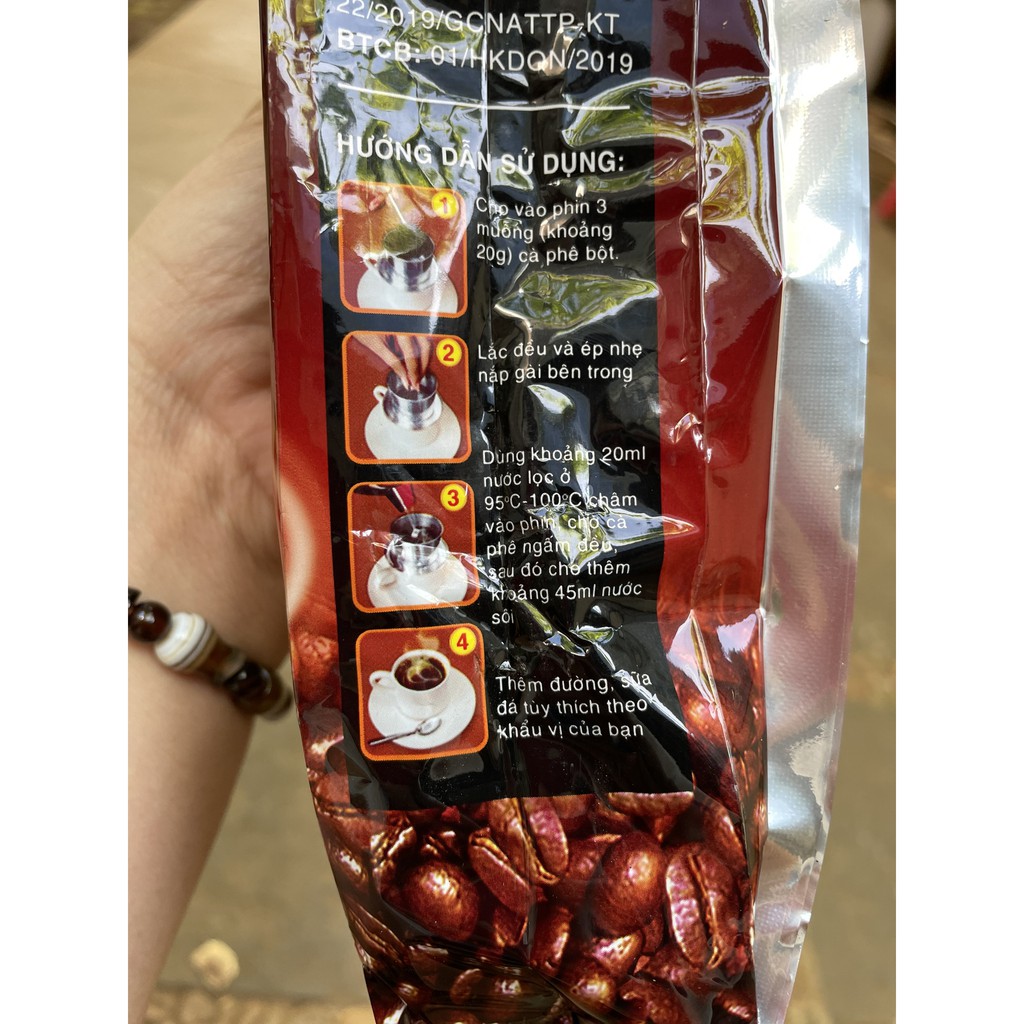 22/2019/GCNATTP-KT
BTCB: 01/HKDQN/2019
HƯỚNG DẪN SỬ DỤNG:
1
Cho vào phin 3
muỗng (khoảng
20g) cà phê bột.
2
Lắc đều và ép nhẹ
nắp gài bên trong
3
Dùng khoảng 20ml
nước lọc ở
95ºC-100ºC châm
vào phin, chờ cà
phê ngấm đều,
sau đó cho thêm
khoảng 45ml nước
sôi
4
Thêm đường, sữa
đá tùy thích theo
khẩu vị của bạn